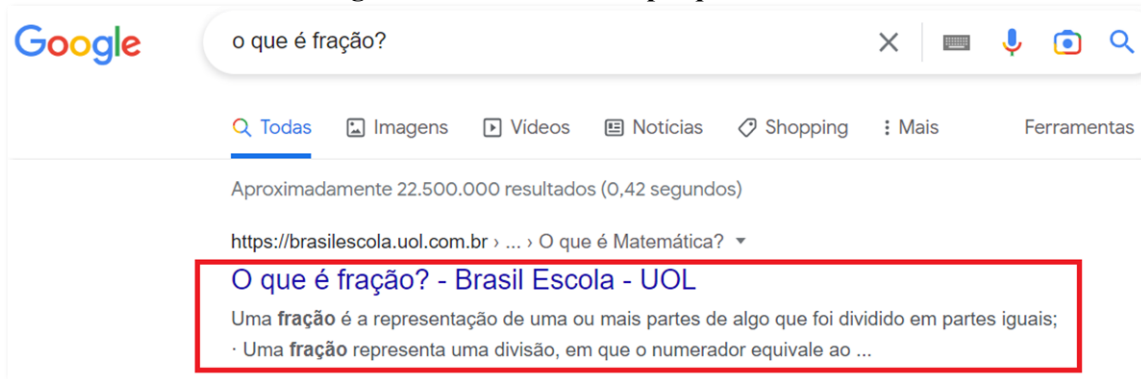 Google
o que é fração?
Todas Imagens Vídeos Notícias Shopping Mais Ferramentas
Aproximadamente 22.500.000 resultados (0,42 segundos)
https://brasilescola.uol.com.br › ... › O que é Matemática?
O que é fração? - Brasil Escola - UOL
Uma fração é a representação de uma ou mais partes de algo que foi dividido em partes iguais;
· Uma fração representa uma divisão, em que o numerador equivale ao ...